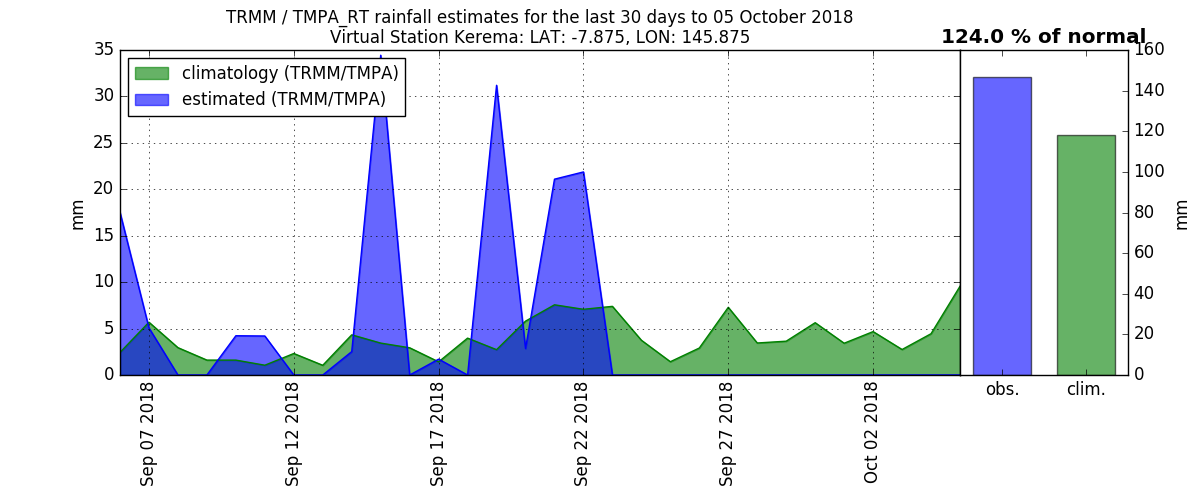 TRMM / TMPA_RT rainfall estimates for the last 30 days to 05 October 2018
Virtual Station Kerema: LAT: -7.875, LON: 145.875
124.0 % of normal
climatology (TRMM/TMPA)
estimated (TRMM/TMPA)
35
30
25
20
15
10
5
0
mm
Sep 07 2018
Sep 12 2018
Sep 17 2018
Sep 22 2018
Sep 27 2018
Oct 02 2018
160
140
120
100
80
60
40
20
0
mm
obs.
clim.